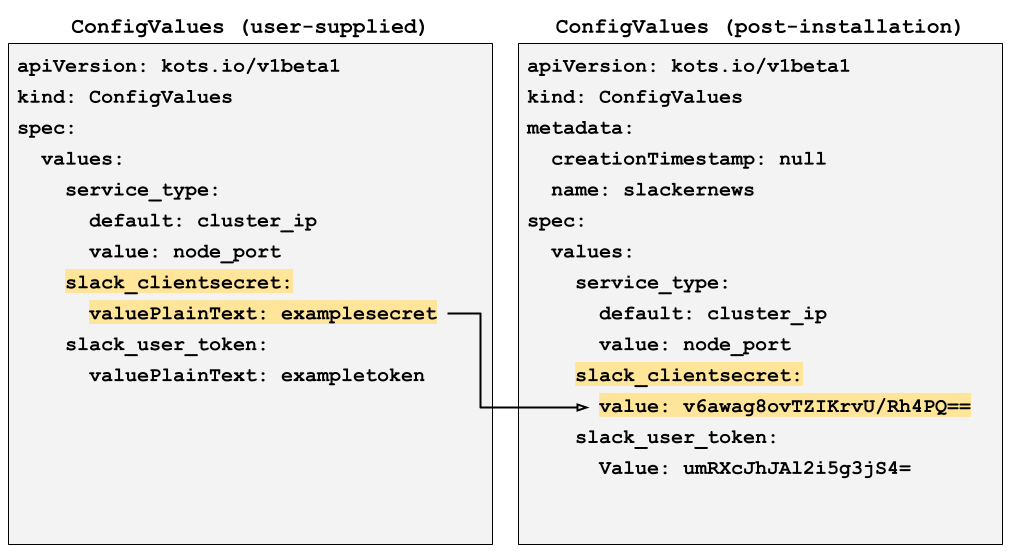 ConfigValues (user-supplied)
apiVersion: kots.io/v1beta1
kind: ConfigValues
spec:
  values:
    service_type:
      default: cluster_ip
      value: node_port
    slack_clientsecret:
      valuePlainText: examplesecret
    slack_user_token:
      valuePlainText: exampletoken
ConfigValues (post-installation)
apiVersion: kots.io/v1beta1
kind: ConfigValues
metadata:
  creationTimestamp: null
  name: slackernews
spec:
  values:
    service_type:
      default: cluster_ip
      value: node_port
    slack_clientsecret:
      value: v6awag8ovTZIKrvU/Rh4PQ==
    slack_user_token:
      Value: umRXcJhJAl2i5g3jS4=